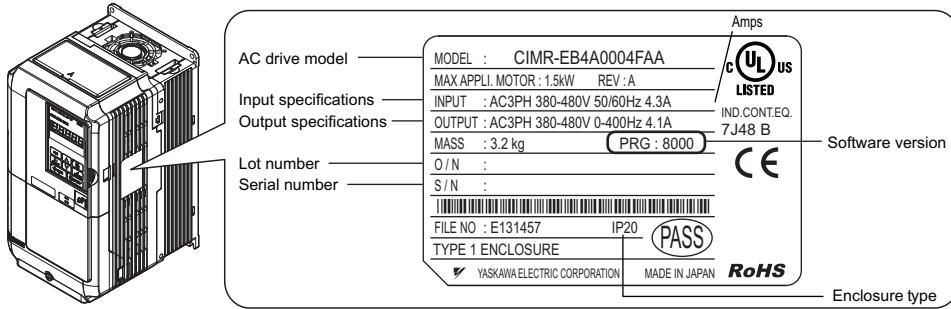 Amps
AC drive model
Input specifications
Output specifications
Lot number
Serial number
MODEL : CIMR-EB4A0004FAA
MAX APPLI. MOTOR : 1.5kW REV : A
INPUT : AC3PH 380-480V 50/60Hz 4.3A
OUTPUT : AC3PH 380-480V 0-400Hz 4.1A
MASS : 3.2 kg PRG : 8000
O / N :
S / N :
FILE NO : E131457 IP20
TYPE 1 ENCLOSURE
PASS
YASKAWA ELECTRIC CORPORATION MADE IN JAPAN
C UL US
LISTED
IND.CONT.EQ.
7J48 B
CE
RoHS
Software version
Enclosure type